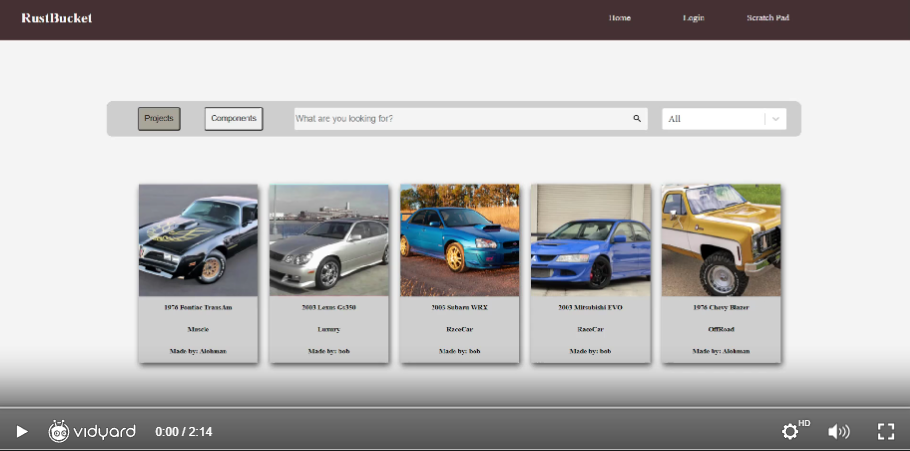 RustBucket Home Login Scratch Pad
Projects Components What are you looking for? All
1976 Pontiac TransAm 2003 Lexus Gs350 2005 Subaru WRX 2003 Mitsubishi EVO 1976 Chevy Blazer
Muscle Luxury RaceCar RaceCar OffRoad
Made by: Alohman Made by: bob Made by: bob Made by: bob Made by: Alohman
vidyard 0:00 / 2:14 HD